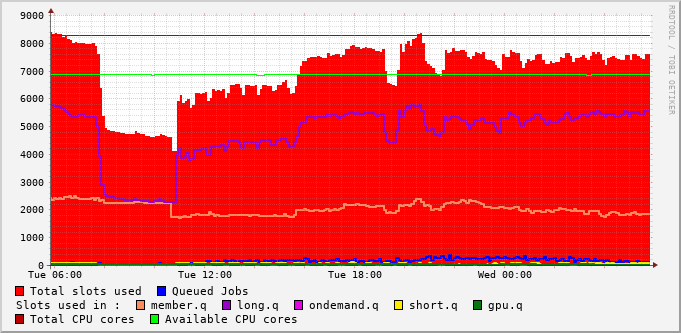 9000
8000
7000
6000
5000
4000
3000
2000
1000
0
Tue 06:00 Tue 12:00 Tue 18:00 Wed 00:00
Total slots used Queued Jobs
Slots used in : member.q long.q ondemand.q short.q gpu.q
Total CPU cores Available CPU cores
RRDTOOL / TOBI OETIKER